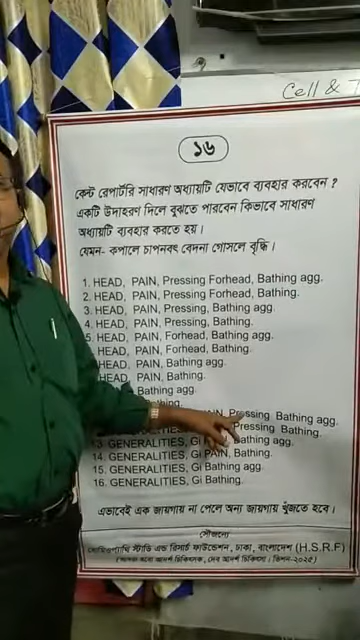 Cell & T
১৬
কেন্ট রেপার্টরি সাধারণ অধ্যায়টি যেভাবে ব্যবহার করবেন ?
একটি উদাহরণ দিলে বুঝতে পারবেন কিভাবে সাধারণ
অধ্যায়টি ব্যবহার করতে হয়।
যেমন- কপালে চাপনবৎ বেদনা গোসলে বৃদ্ধি।
1. HEAD, PAIN, Pressing Forhead, Bathing agg.
2. HEAD, PAIN, Pressing Forhead, Bathing.
3. HEAD, PAIN, Pressing, Bathing agg.
4. HEAD, PAIN, Pressing, Bathing.
5. HEAD, PAIN, Forhead, Bathing agg.
HEAD, PAIN, Forhead, Bathing.
HEAD, PAIN, Bathing agg.
HEAD, PAIN, Bathing.
Bathing agg.
Pressing Bathing agg.
Pressing Bathing.
13. GENERALITIES, Bathing agg.
14. GENERALITIES, Gi PAIN, Bathing.
15. GENERALITIES, Gi Bathing agg.
16. GENERALITIES, Gi Bathing.
এভাবেই এক জায়গায় না পেলে অন্য জায়গায় খুঁজতে হবে।
সৌজন্যে
স্টাডি এন্ড রিসার্চ ফাউন্ডেশন, ঢাকা, বাংলাদেশ (H.S.R.F)